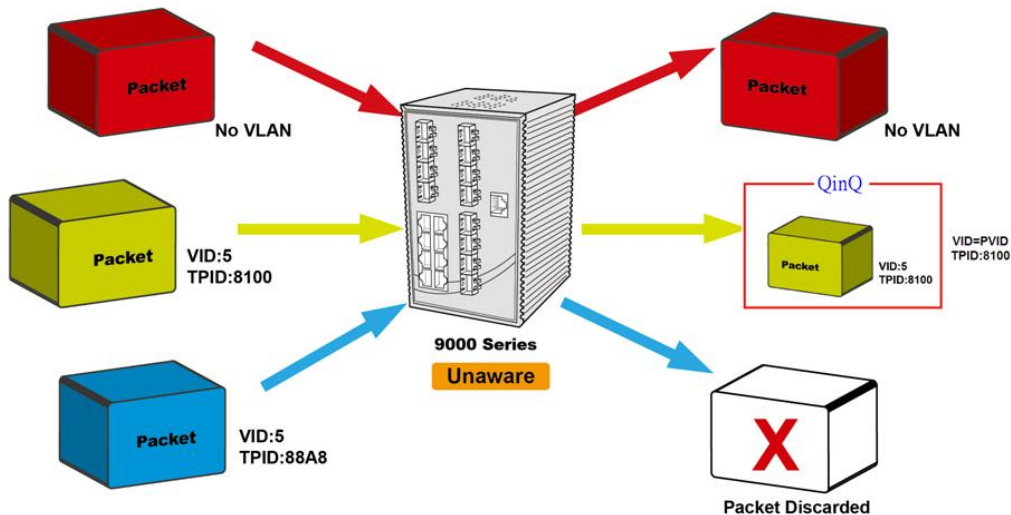 Packet
No VLAN
Packet
No VLAN
Packet
VID:5
TPID:8100
QinQ
Packet
VID:5
TPID:8100
VID=PVID
TPID:8100
9000 Series
Unaware
Packet
VID:5
TPID:88A8
X
Packet Discarded